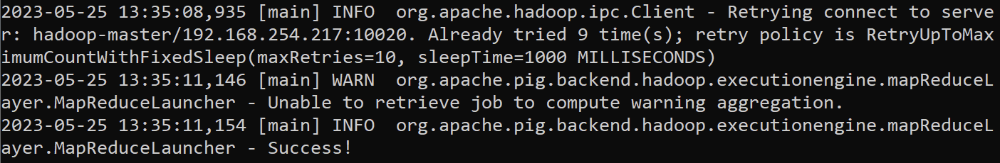 2023-05-25 13:35:08,935 [main] INFO  org.apache.hadoop.ipc.Client - Retrying connect to serve
r: hadoop-master/192.168.254.217:10020. Already tried 9 time(s); retry policy is RetryUpToMax
imumCountWithFixedSleep(maxRetries=10, sleepTime=1000 MILLISECONDS)
2023-05-25 13:35:11,146 [main] WARN  org.apache.pig.backend.hadoop.executionengine.mapReduceL
ayer.MapReduceLauncher - Unable to retrieve job to compute warning aggregation.
2023-05-25 13:35:11,154 [main] INFO  org.apache.pig.backend.hadoop.executionengine.mapReduceL
ayer.MapReduceLauncher - Success!